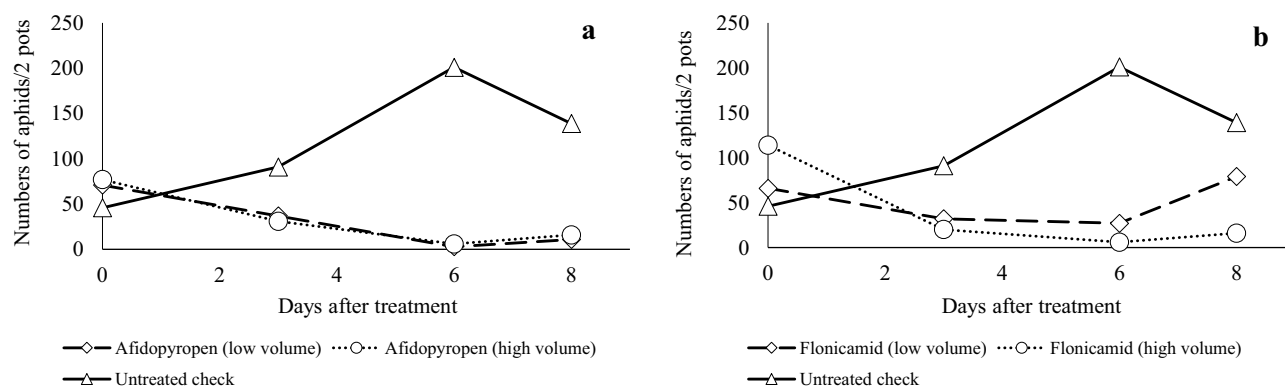 a
Numbers of aphids/2 pots
250
200
150
100
50
0
0 2 4 6 8
Days after treatment
Afidopyropen (low volume) Afidopyropen (high volume)
Untreated check
b
Numbers of aphids/2 pots
250
200
150
100
50
0
0 2 4 6 8
Days after treatment
Flonicamid (low volume) Flonicamid (high volume)
Untreated check